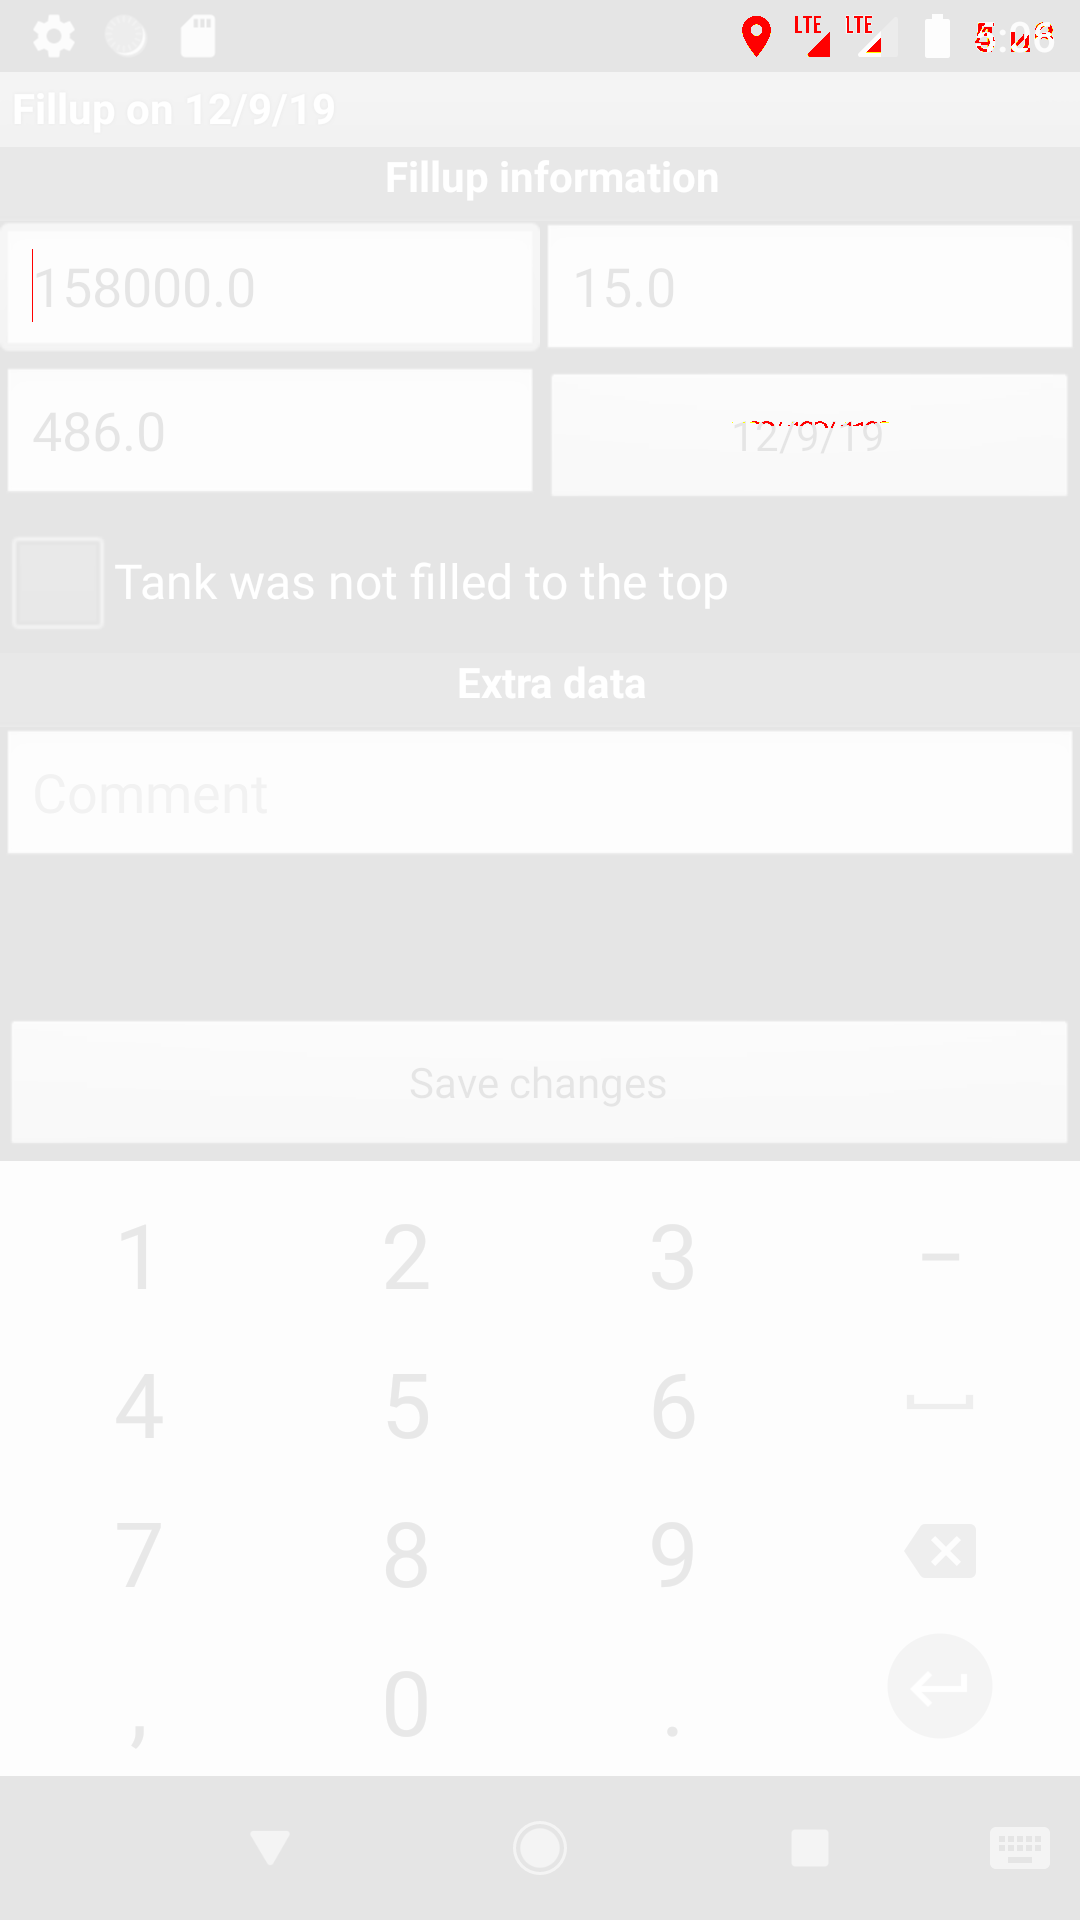 LTE LTE
Fillup on 12/9/19
Fillup information
158000.0 15.0
486.0 12/9/19
Tank was not filled to the top
Extra data
Comment
Save changes
1 2 3 −
4 5 6
7 8 9
, 0 .